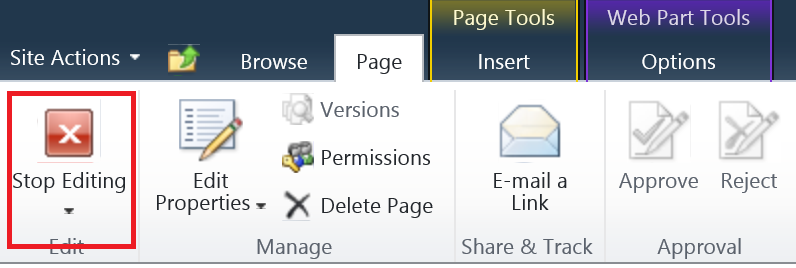 Page Tools
Web Part Tools
Site Actions
Browse
Page
Insert
Options
Stop Editing
Edit
Edit
Properties
Versions
Permissions
Delete Page
Manage
E-mail a
Link
Share & Track
Approve
Reject
Approval